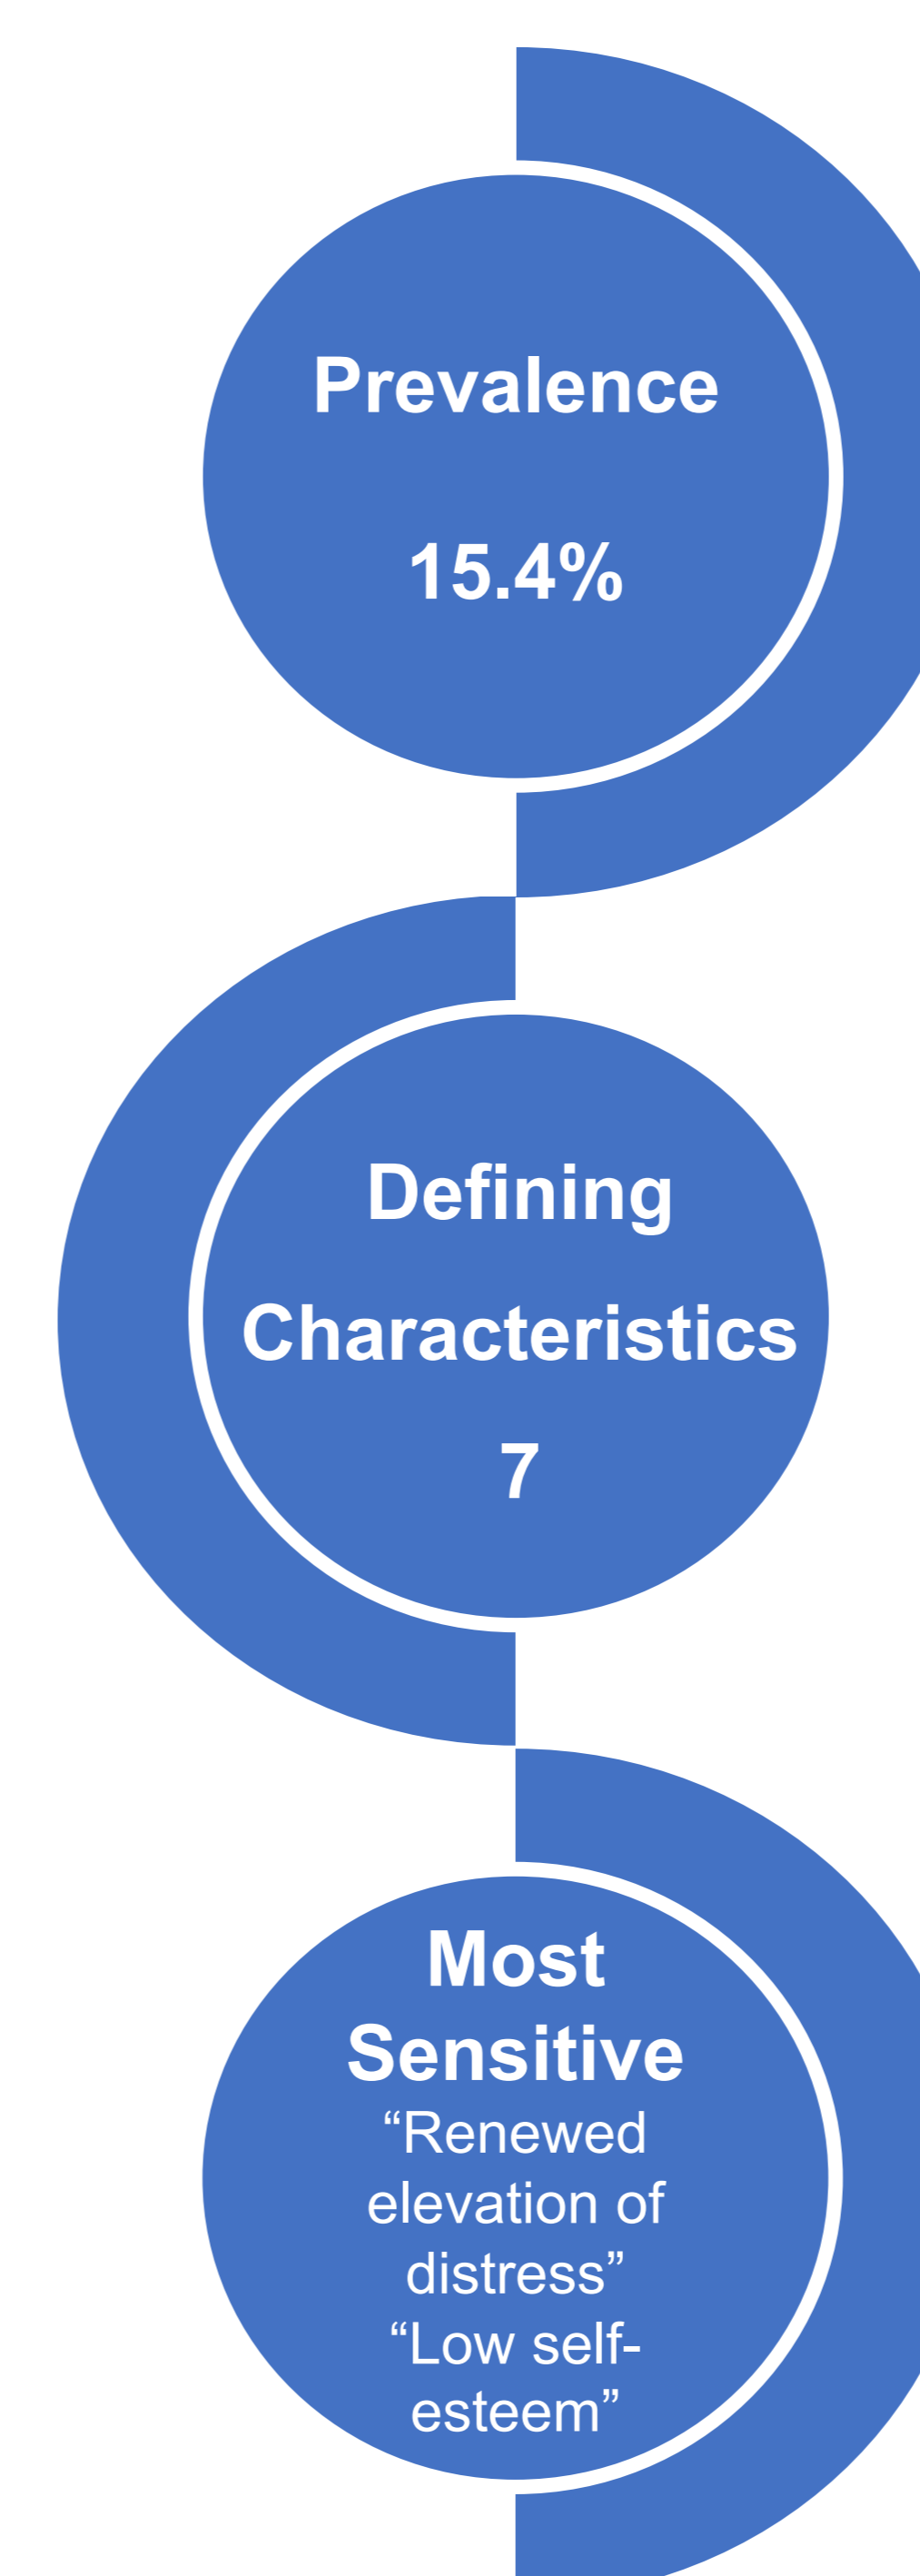 Prevalence
15.4%
Defining
Characteristics
7
Most
Sensitive
“Renewed
elevation of
distress”
“Low self-
esteem”